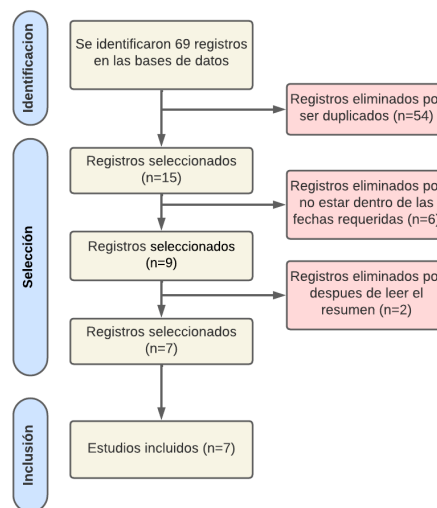 Identificacion
Se identificaron 69 registros
en las bases de datos
Registros eliminados po
ser duplicados (n=54)
Selección
Registros seleccionados
(n=15)
Registros eliminados po
no estar dentro de las
fechas requeridas (n=6)
Registros seleccionados
(n=9)
Registros eliminados po
despues de leer el
resumen (n=2)
Registros seleccionados
(n=7)
Inclusión
Estudios incluidos (n=7)